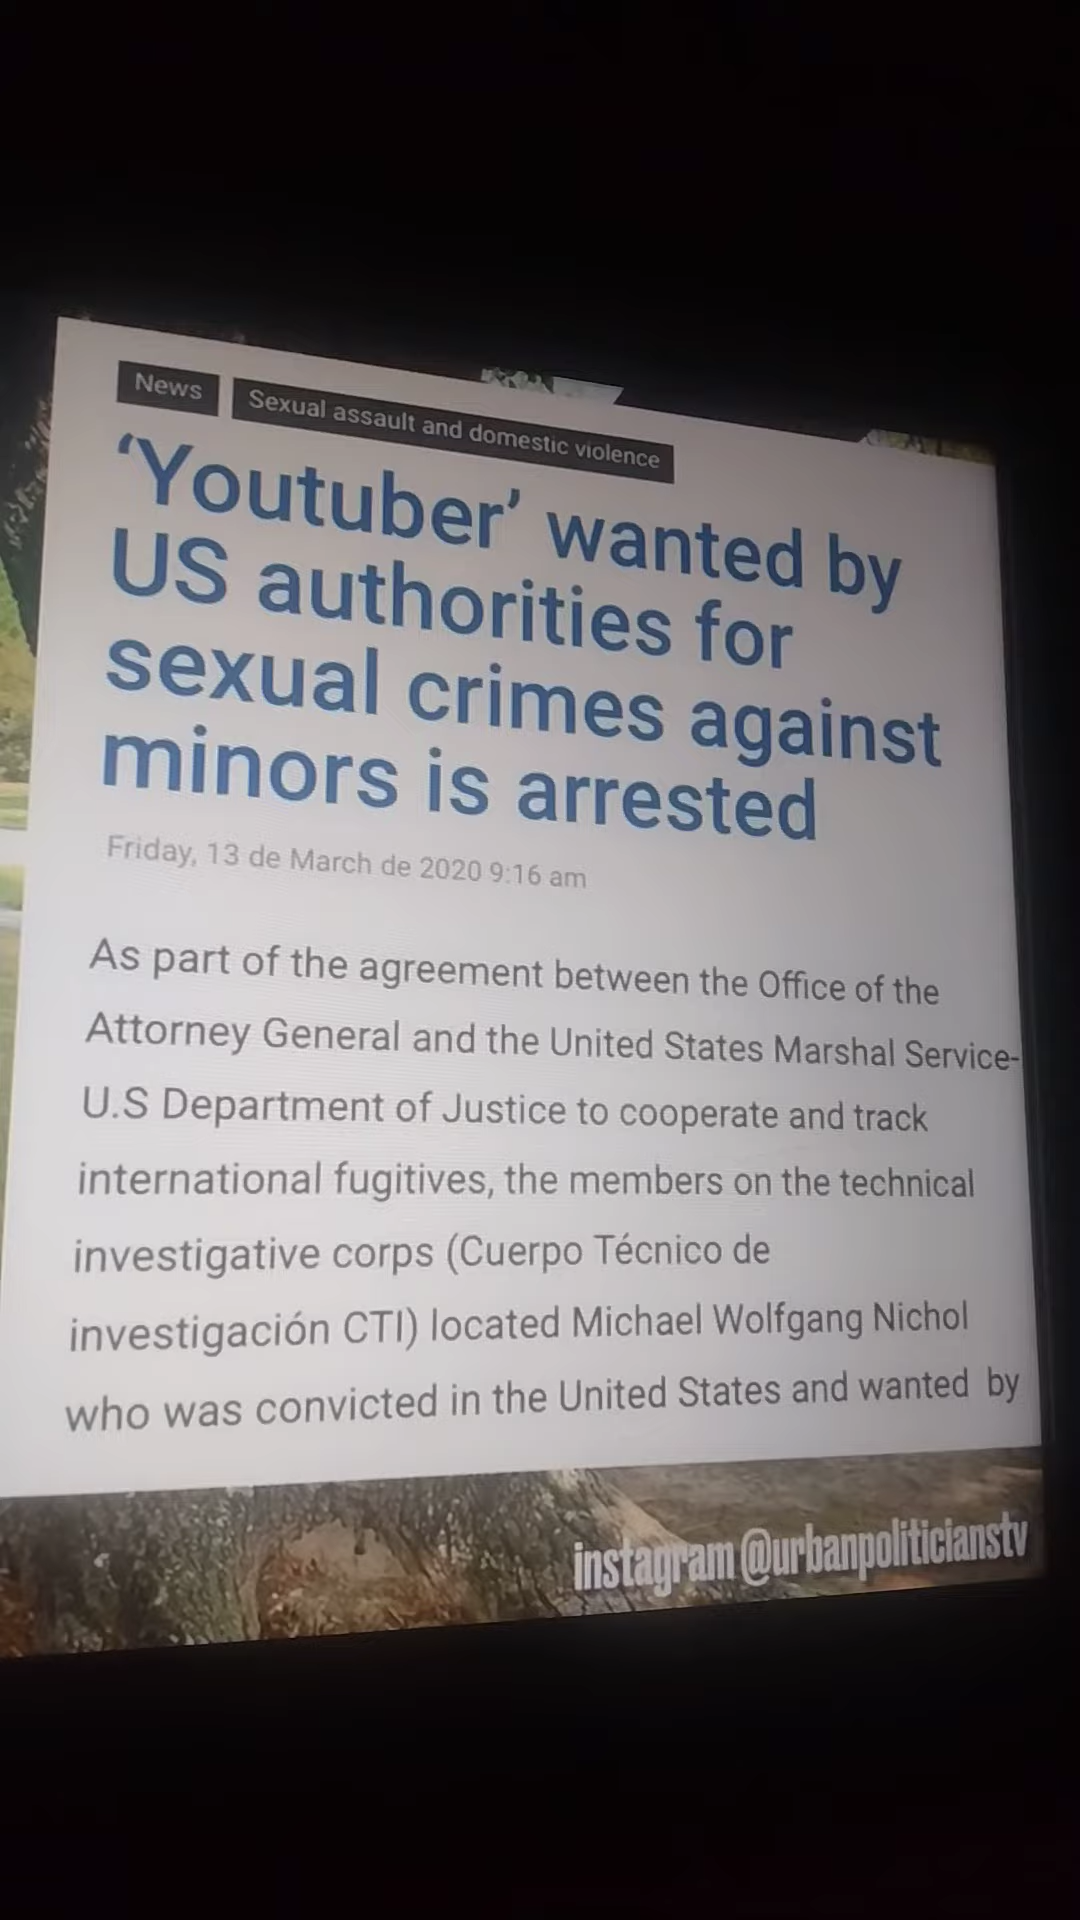 News
Sexual assault and domestic violence
‘Youtuber’ wanted by
US authorities for
sexual crimes against
minors is arrested
Friday, 13 de March de 2020 9:16 am
As part of the agreement between the Office of the
Attorney General and the United States Marshal Service-
U.S Department of Justice to cooperate and track
international fugitives, the members on the technical
investigative corps (Cuerpo Técnico de
investigación CTI) located Michael Wolfgang Nichol
who was convicted in the United States and wanted by
instagram @urbanpoliticianstv